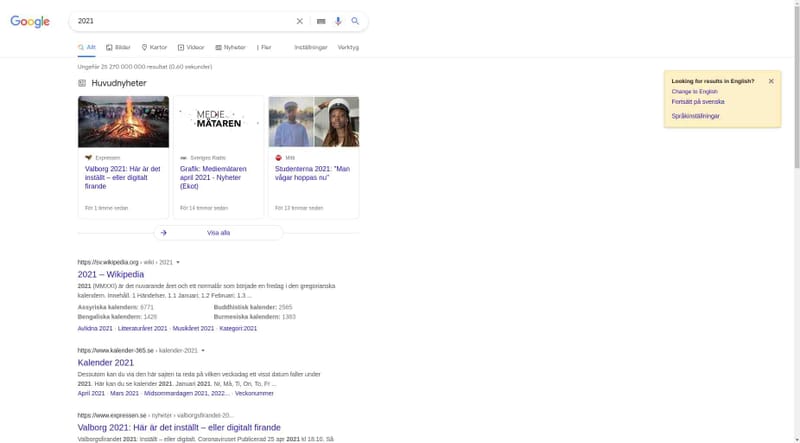 Google
2021
Allt Bilder Kartor Videor Nyheter Fler Inställningar Verktyg
Ungefär 25 270 000 000 resultat (0,60 sekunder)
Huvudnyheter
MEDIE
MÄTAREN
Expressen
Valborg 2021: Här är det
inställt – eller digitalt
firande
För 1 timme sedan
Sveriges Radio
Grafik: Mediemätaren
april 2021 - Nyheter
(Ekot)
För 14 timmar sedan
Mitti
Studenterna 2021: "Man
vågar hoppas nu"
För 13 timmar sedan
Visa alla
Looking for results in English?
Change to English
Fortsätt på svenska
Språkinställningar
https://sv.wikipedia.org › wiki › 2021
2021 – Wikipedia
2021 (MMXXI) är det nuvarande året och ett normalår som började en fredag i den gregorianska
kalendern. Innehåll. 1 Händelser. 1.1 Januari; 1.2 Februari; 1.3 ...
Assyriska kalendern: 6771 Buddhistisk kalender: 2565
Bengaliska kalendern: 1428 Burmesiska kalendern: 1383
Avlidna 2021 · Litteraturåret 2021 · Musikåret 2021 · Kategori:2021
https://www.kalender-365.se › kalender-2021
Kalender 2021
Dessutom kan du via den här sajten ta reda på vilken veckodag ett visst datum faller under
2021. Här kan du se kalender 2021. Januari 2021. Nr, Må, Ti, On, To, Fr ...
April 2021 · Mars 2021 · Midsommardagen 2021, 2022... · Veckonummer
https://www.expressen.se › nyheter › valborgsfirandet-20...
Valborg 2021: Här är det inställt – eller digitalt firande
Valborgsfirandet 2021: Inställt – eller digitalt. Coronaviruset Publicerad 25 apr 2021 kl 18.10. Så